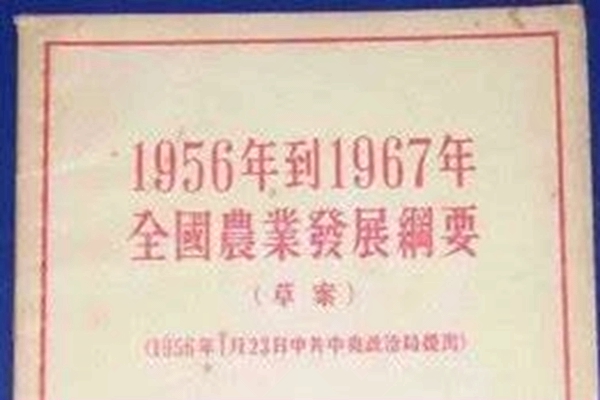 1956年到1967年
全國農業發展綱要
(草案)
(1956年1月23日中共中央政治局提出)